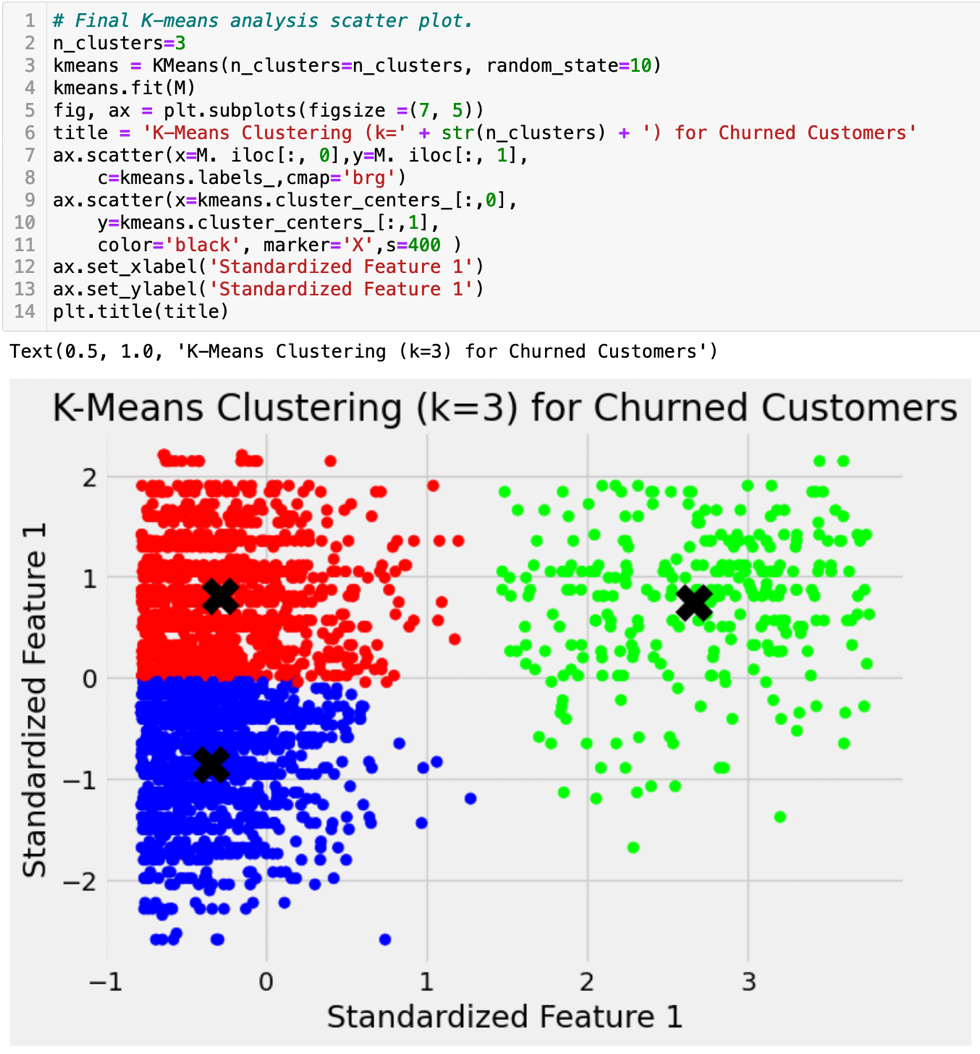 1 # Final K-means analysis scatter plot.
2 n_clusters=3
3 kmeans = KMeans(n_clusters=n_clusters, random_state=10)
4 kmeans.fit(M)
5 fig, ax = plt.subplots(figsize =(7, 5))
6 title = 'K-Means Clustering (k=' + str(n_clusters) + ') for Churned Customers'
7 ax.scatter(x=M. iloc[:, 0],y=M. iloc[:, 1],
8     c=kmeans.labels_,cmap='brg')
9 ax.scatter(x=kmeans.cluster_centers_[:,0],
10     y=kmeans.cluster_centers_[:,1],
11     color='black', marker='X',s=400 )
12 ax.set_xlabel('Standardized Feature 1')
13 ax.set_ylabel('Standardized Feature 1')
14 plt.title(title)
Text(0.5, 1.0, 'K-Means Clustering (k=3) for Churned Customers')
K-Means Clustering (k=3) for Churned Customers
Standardized Feature 1
2
1
0
−1
−2
−1 0 1 2 3
Standardized Feature 1